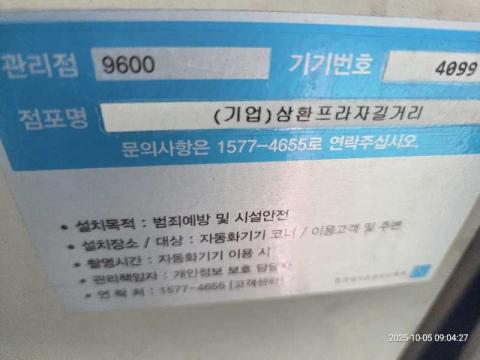 관리점 9600 기기번호 4099
점포명 (기업)삼환프라자길거리
문의사항은 1577-4655로 연락주십시오.
• 설치목적 : 범죄예방 및 시설안전
• 설치장소 / 대상 : 자동화기기 코너 / 이용고객 및 주변
• 촬영시간 : 자동화기기 이용 시
• 관리책임자 : 개인정보 보호 담당자
• 연 락 처 : 1577-4655 (고객센터)
2025-10-05 09:04:27